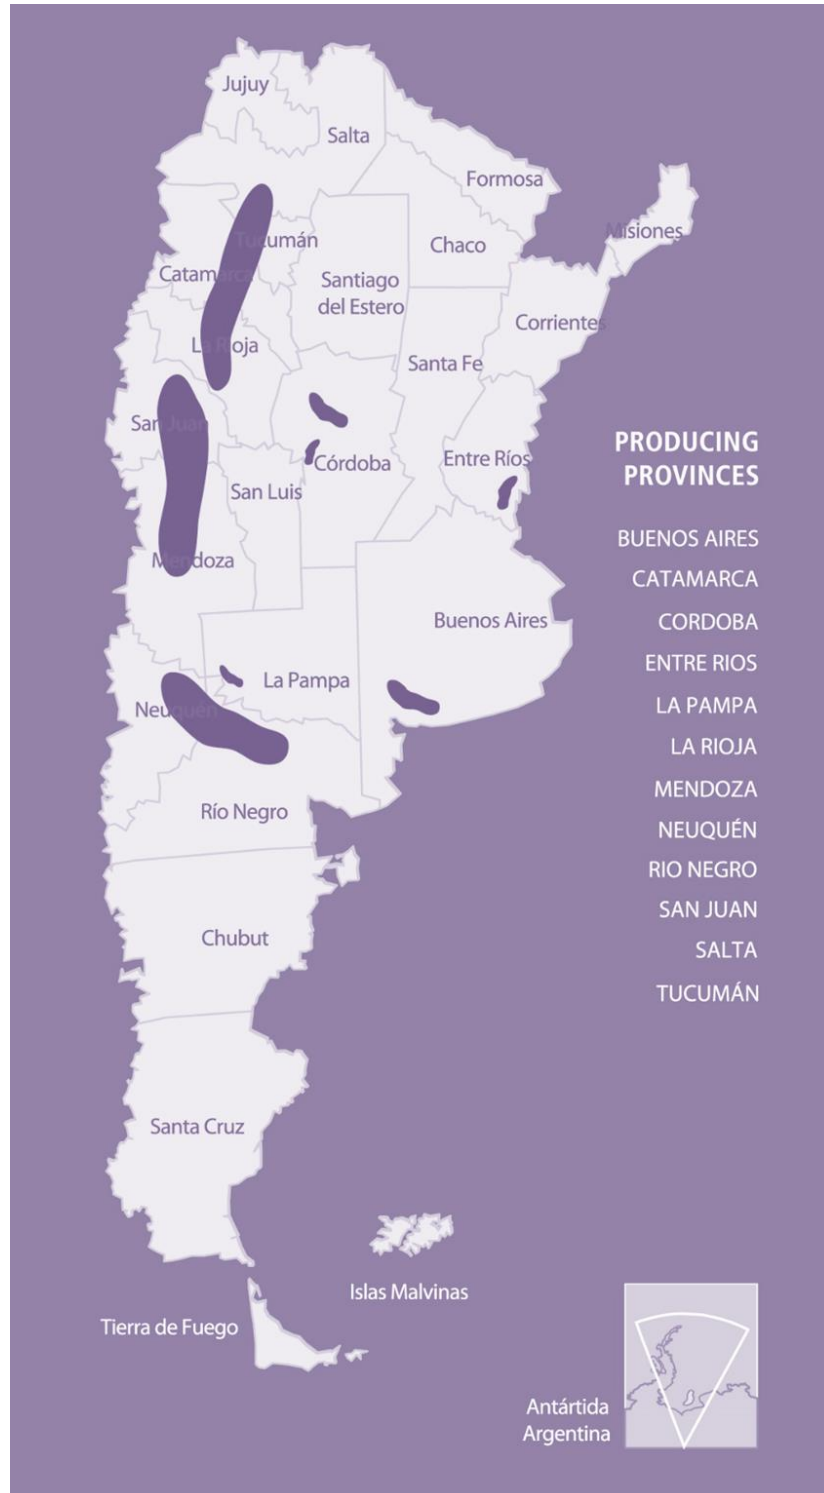 Jujuy
Salta
Formosa
Misiones
Tucumán
Chaco
Catamarca
Santiago
del Estero
Corrientes
La Rioja
Santa Fe
San Juan
Córdoba
Entre Ríos
San Luis
Mendoza
Buenos Aires
La Pampa
Neuquén
Río Negro
Chubut
Santa Cruz
Islas Malvinas
Tierra de Fuego
Antártida
Argentina
PRODUCING
PROVINCES
BUENOS AIRES
CATAMARCA
CORDOBA
ENTRE RIOS
LA PAMPA
LA RIOJA
MENDOZA
NEUQUÉN
RIO NEGRO
SAN JUAN
SALTA
TUCUMÁN